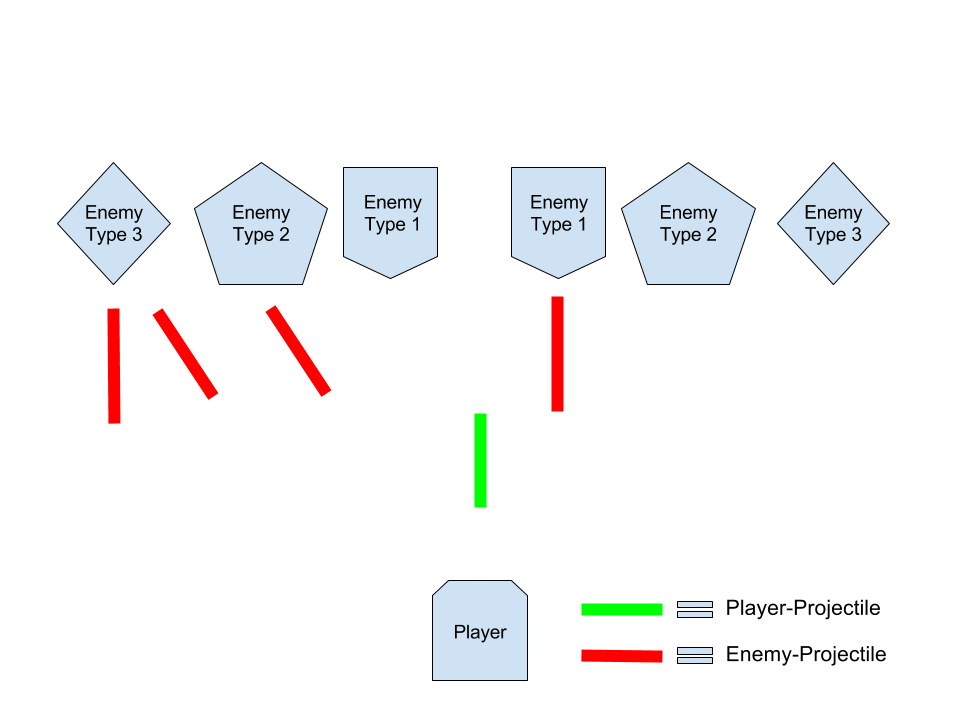 Enemy
Type 3
Enemy
Type 2
Enemy
Type 1
Enemy
Type 1
Enemy
Type 2
Enemy
Type 3
Player
Player-Projectile
Enemy-Projectile